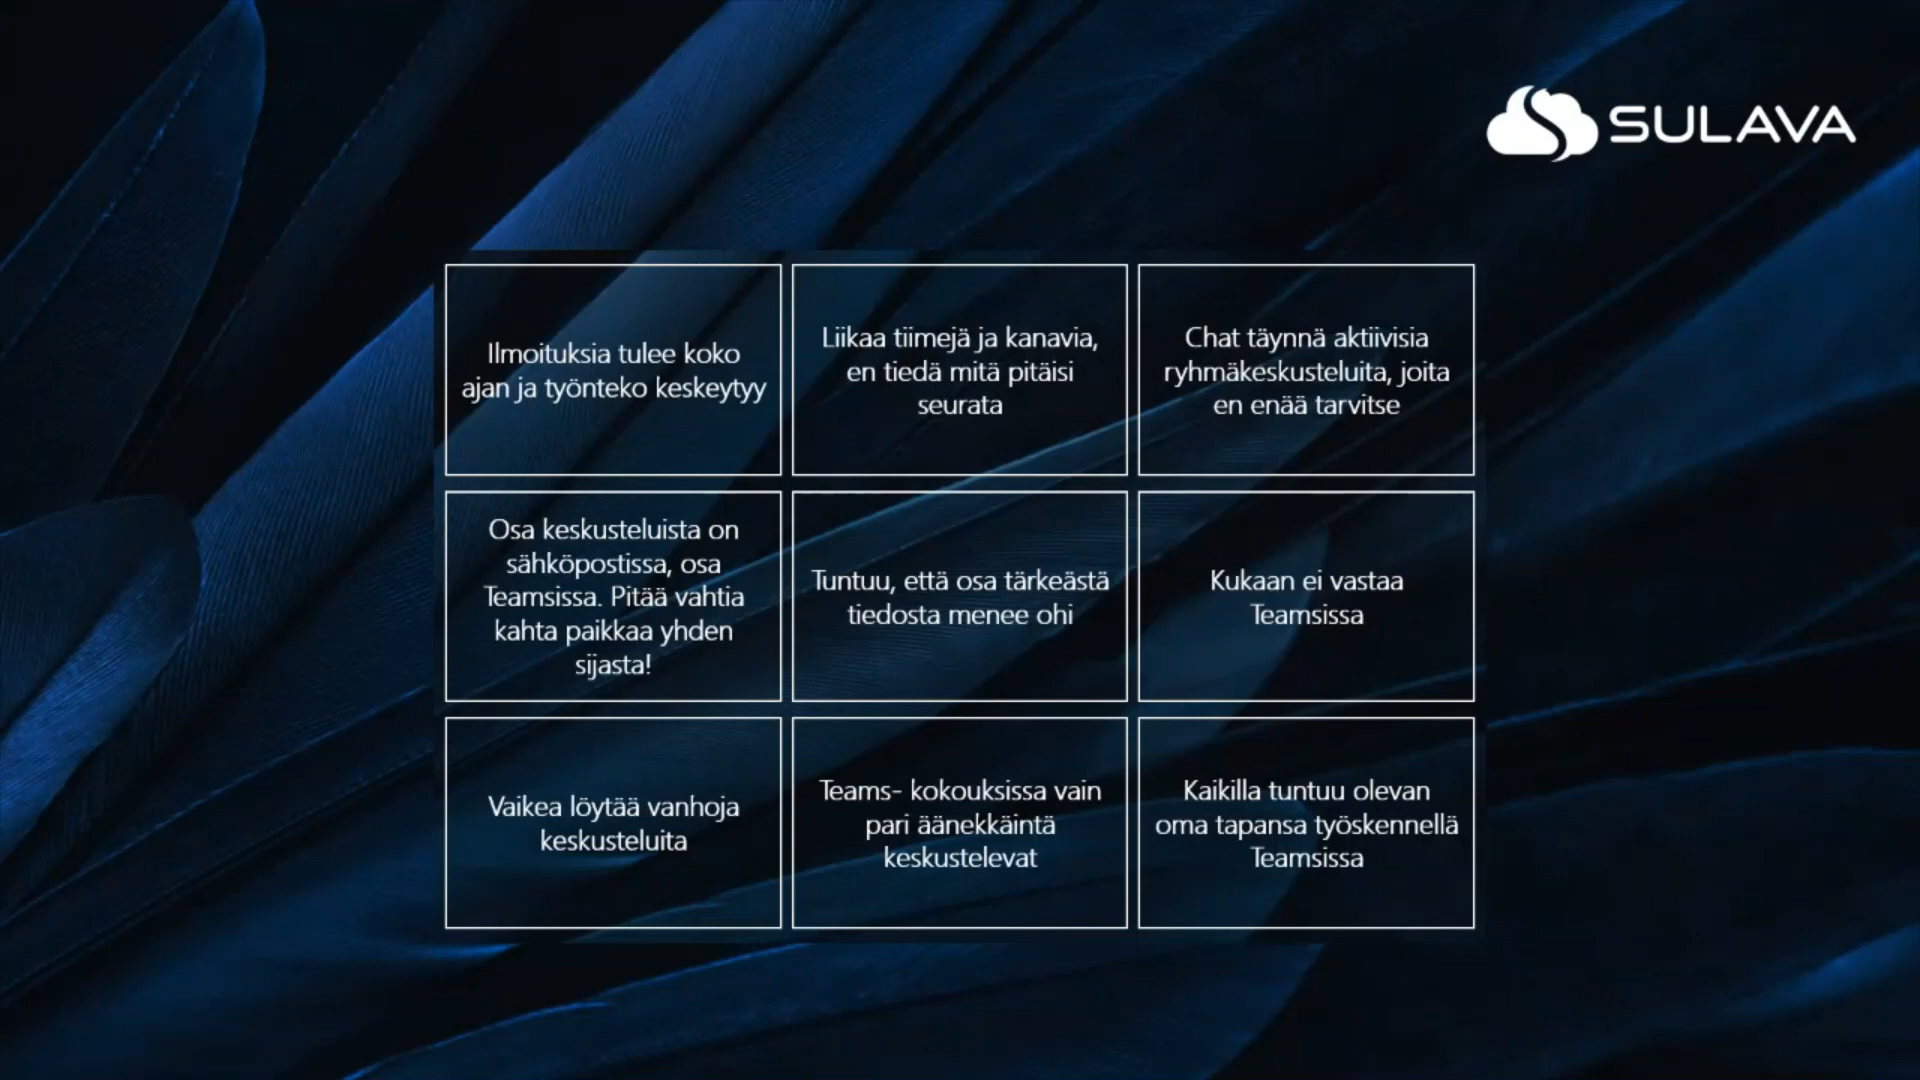 SULAVA
Ilmoituksia tulee koko
ajan ja työnteko keskeytyy
Liikaa tiimejä ja kanavia,
en tiedä mitä pitäisi
seurata
Chat täynnä aktiivisia
ryhmäkeskusteluita, joita
en enää tarvitse
Osa keskusteluista on
sähköpostissa, osa
Teamsissa. Pitää vahtia
kahta paikkaa yhden
sijasta!
Tuntuu, että osa tärkeästä
tiedosta menee ohi
Kukaan ei vastaa
Teamsissa
Vaikea löytää vanhoja
keskusteluita
Teams- kokouksissa vain
pari äänekkäintä
keskustelevat
Kaikilla tuntuu olevan
oma tapansa työskennellä
Teamsissa